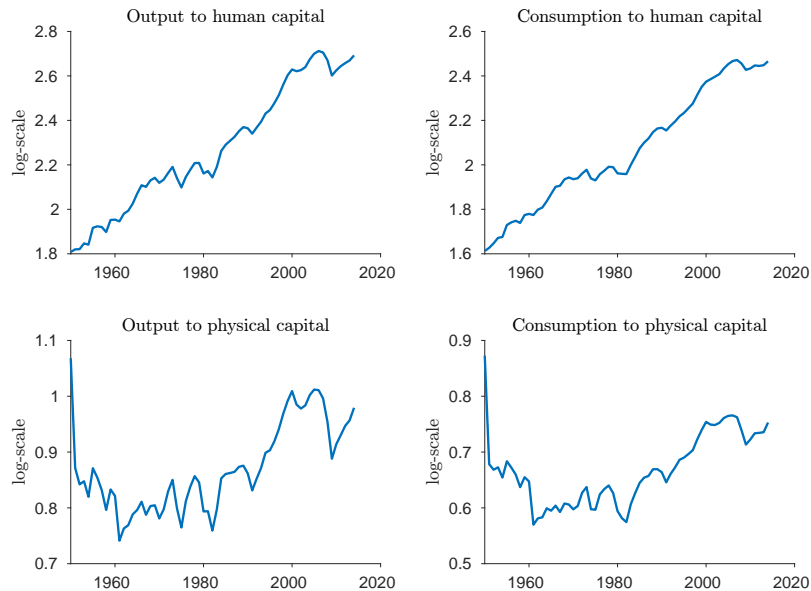 Output to human capital
2.8
2.6
2.4
2.2
2
1.8
log-scale
1960 1980 2000 2020
Consumption to human capital
2.6
2.4
2.2
2
1.8
1.6
log-scale
1960 1980 2000 2020
Output to physical capital
1.1
1
0.9
0.8
0.7
log-scale
1960 1980 2000 2020
Consumption to physical capital
0.9
0.8
0.7
0.6
0.5
log-scale
1960 1980 2000 2020